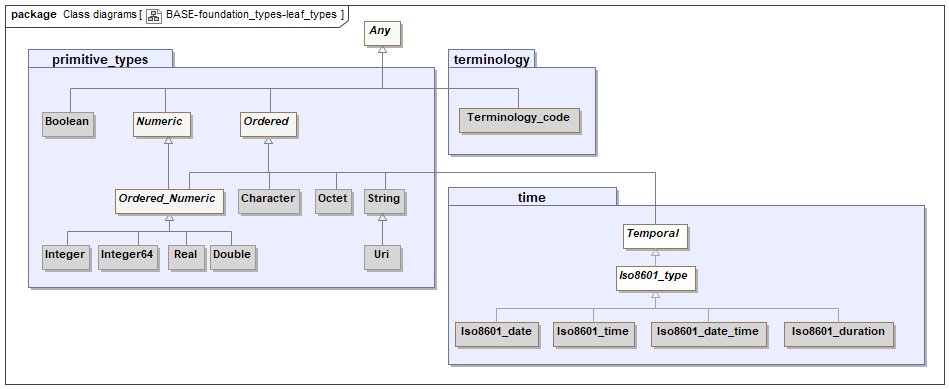 package Class diagrams [ BASE-foundation_types-leaf_types ]
Any
primitive_types
terminology
Boolean
Numeric
Ordered
Terminology_code
Ordered_Numeric
Character
Octet
String
time
Integer
Integer64
Real
Double
Uri
Temporal
Iso8601_type
Iso8601_date
Iso8601_time
Iso8601_date_time
Iso8601_duration